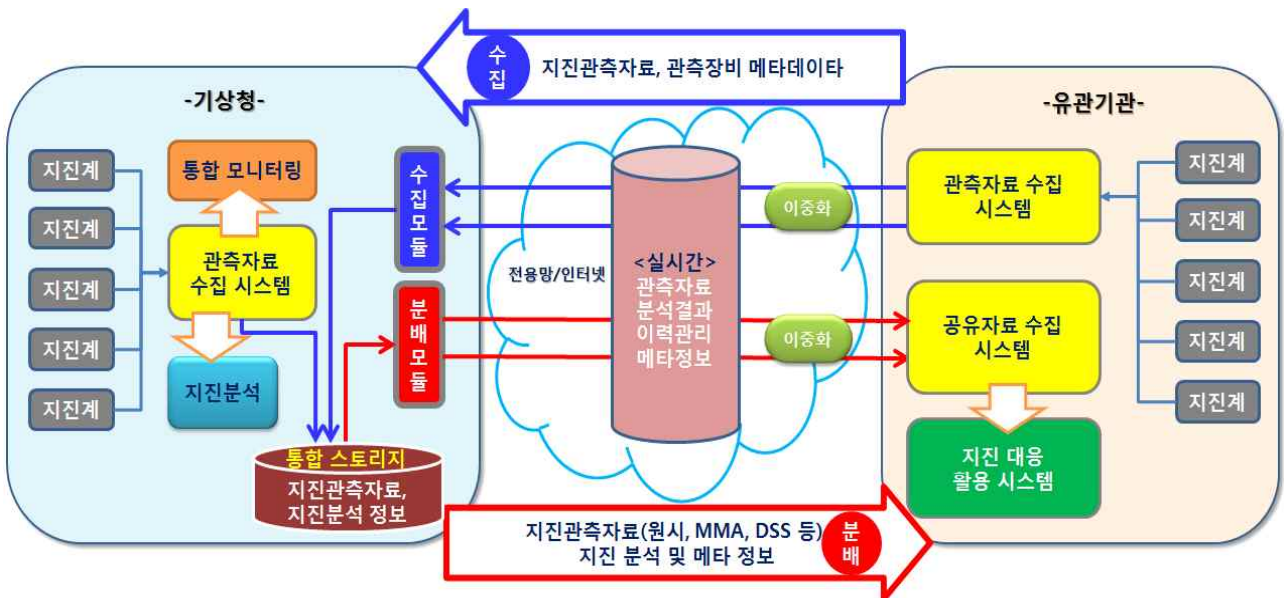 수
집
지진관측자료, 관측장비 메타데이타
-기상청-
지진계
지진계
지진계
지진계
지진계
통합 모니터링
관측자료
수집 시스템
지진분석
수
집
모
듈
분
배
모
듈
통합 스토리지
지진관측자료,
지진분석 정보
전용망/인터넷
<실시간>
관측자료
분석결과
이력관리
메타정보
이중화
이중화
-유관기관-
관측자료 수집
시스템
공유자료 수집
시스템
지진 대응
활용 시스템
지진계
지진계
지진계
지진계
지진계
지진관측자료(원시, MMA, DSS 등)
지진 분석 및 메타 정보
분
배